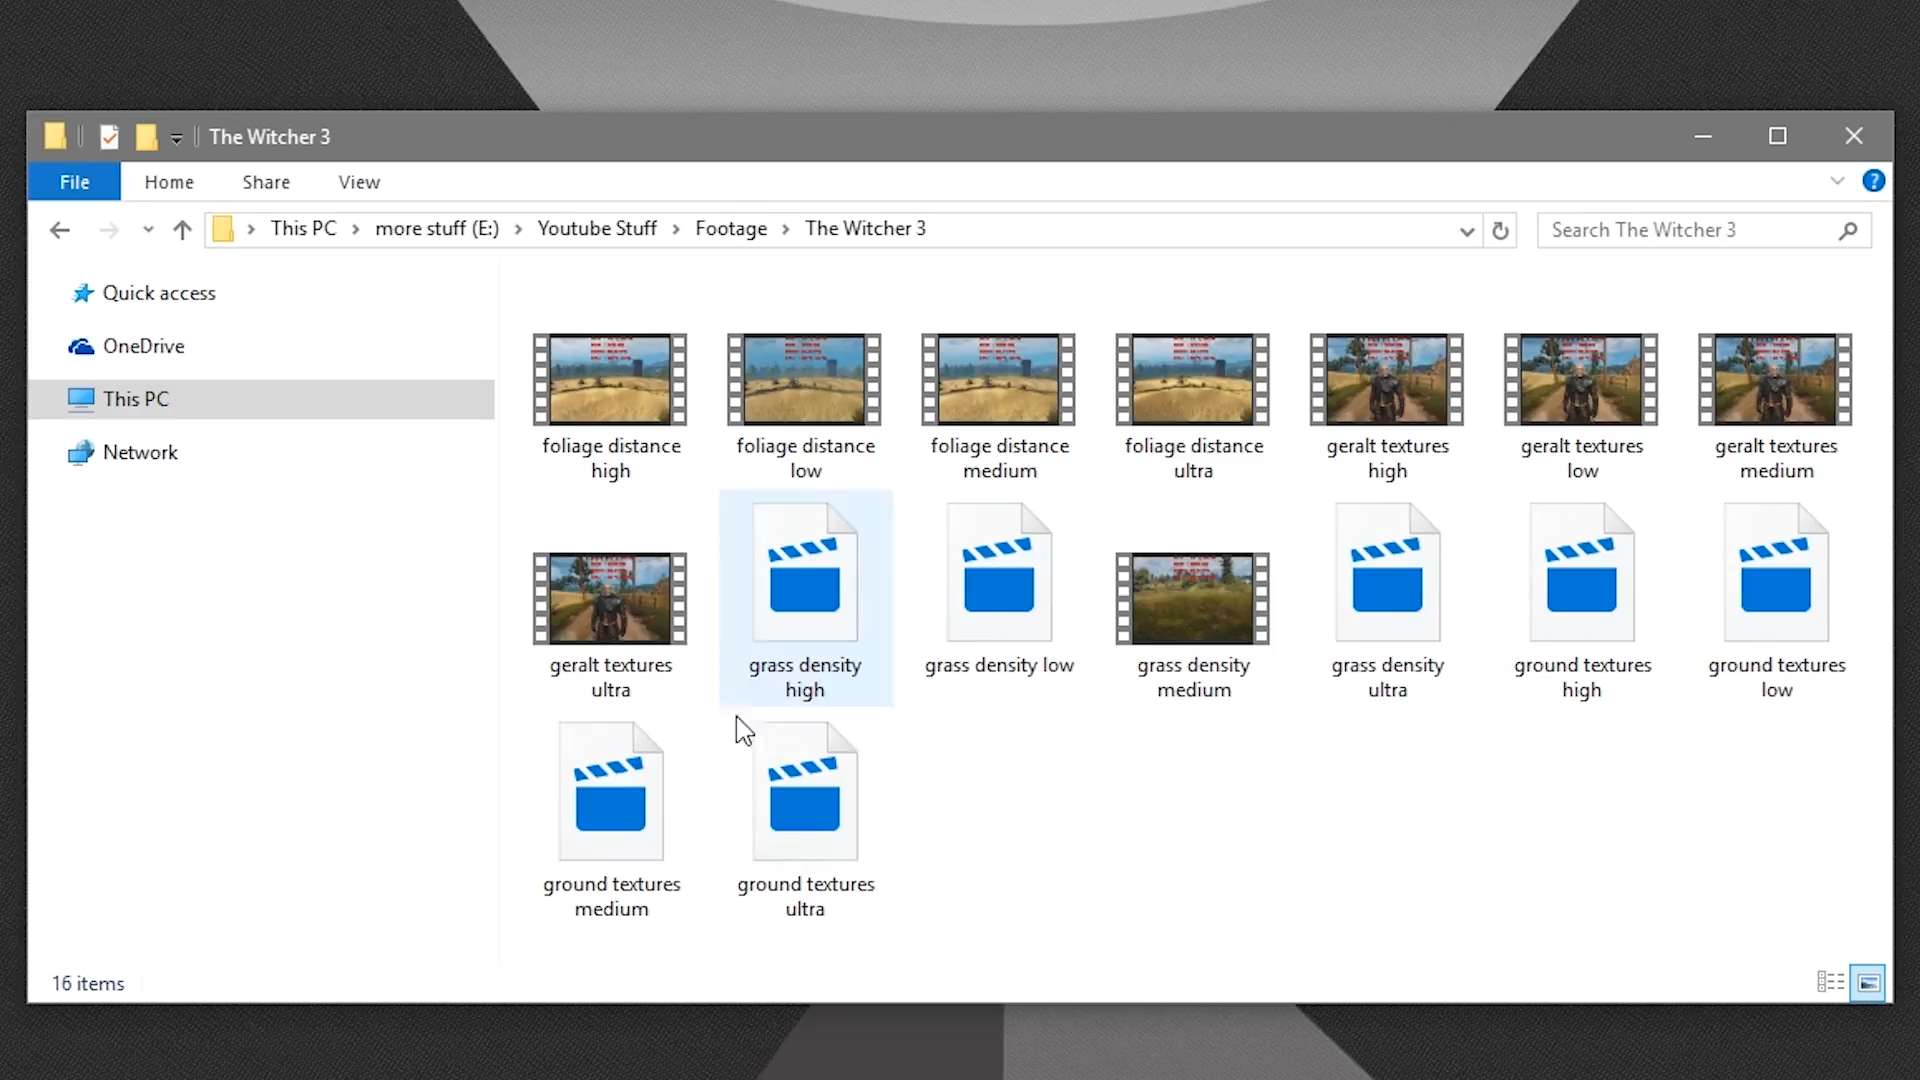 The Witcher 3
File
Home
Share
View
?
This PC
more stuff (E:)
Youtube Stuff
Footage
The Witcher 3
Search The Witcher 3
Quick access
OneDrive
This PC
Network
foliage distance
high
foliage distance
low
foliage distance
medium
foliage distance
ultra
geralt textures
high
geralt textures
low
geralt textures
medium
geralt textures
ultra
grass density
high
grass density low
grass density
medium
grass density
ultra
ground textures
high
ground textures
low
ground textures
medium
ground textures
ultra
16 items